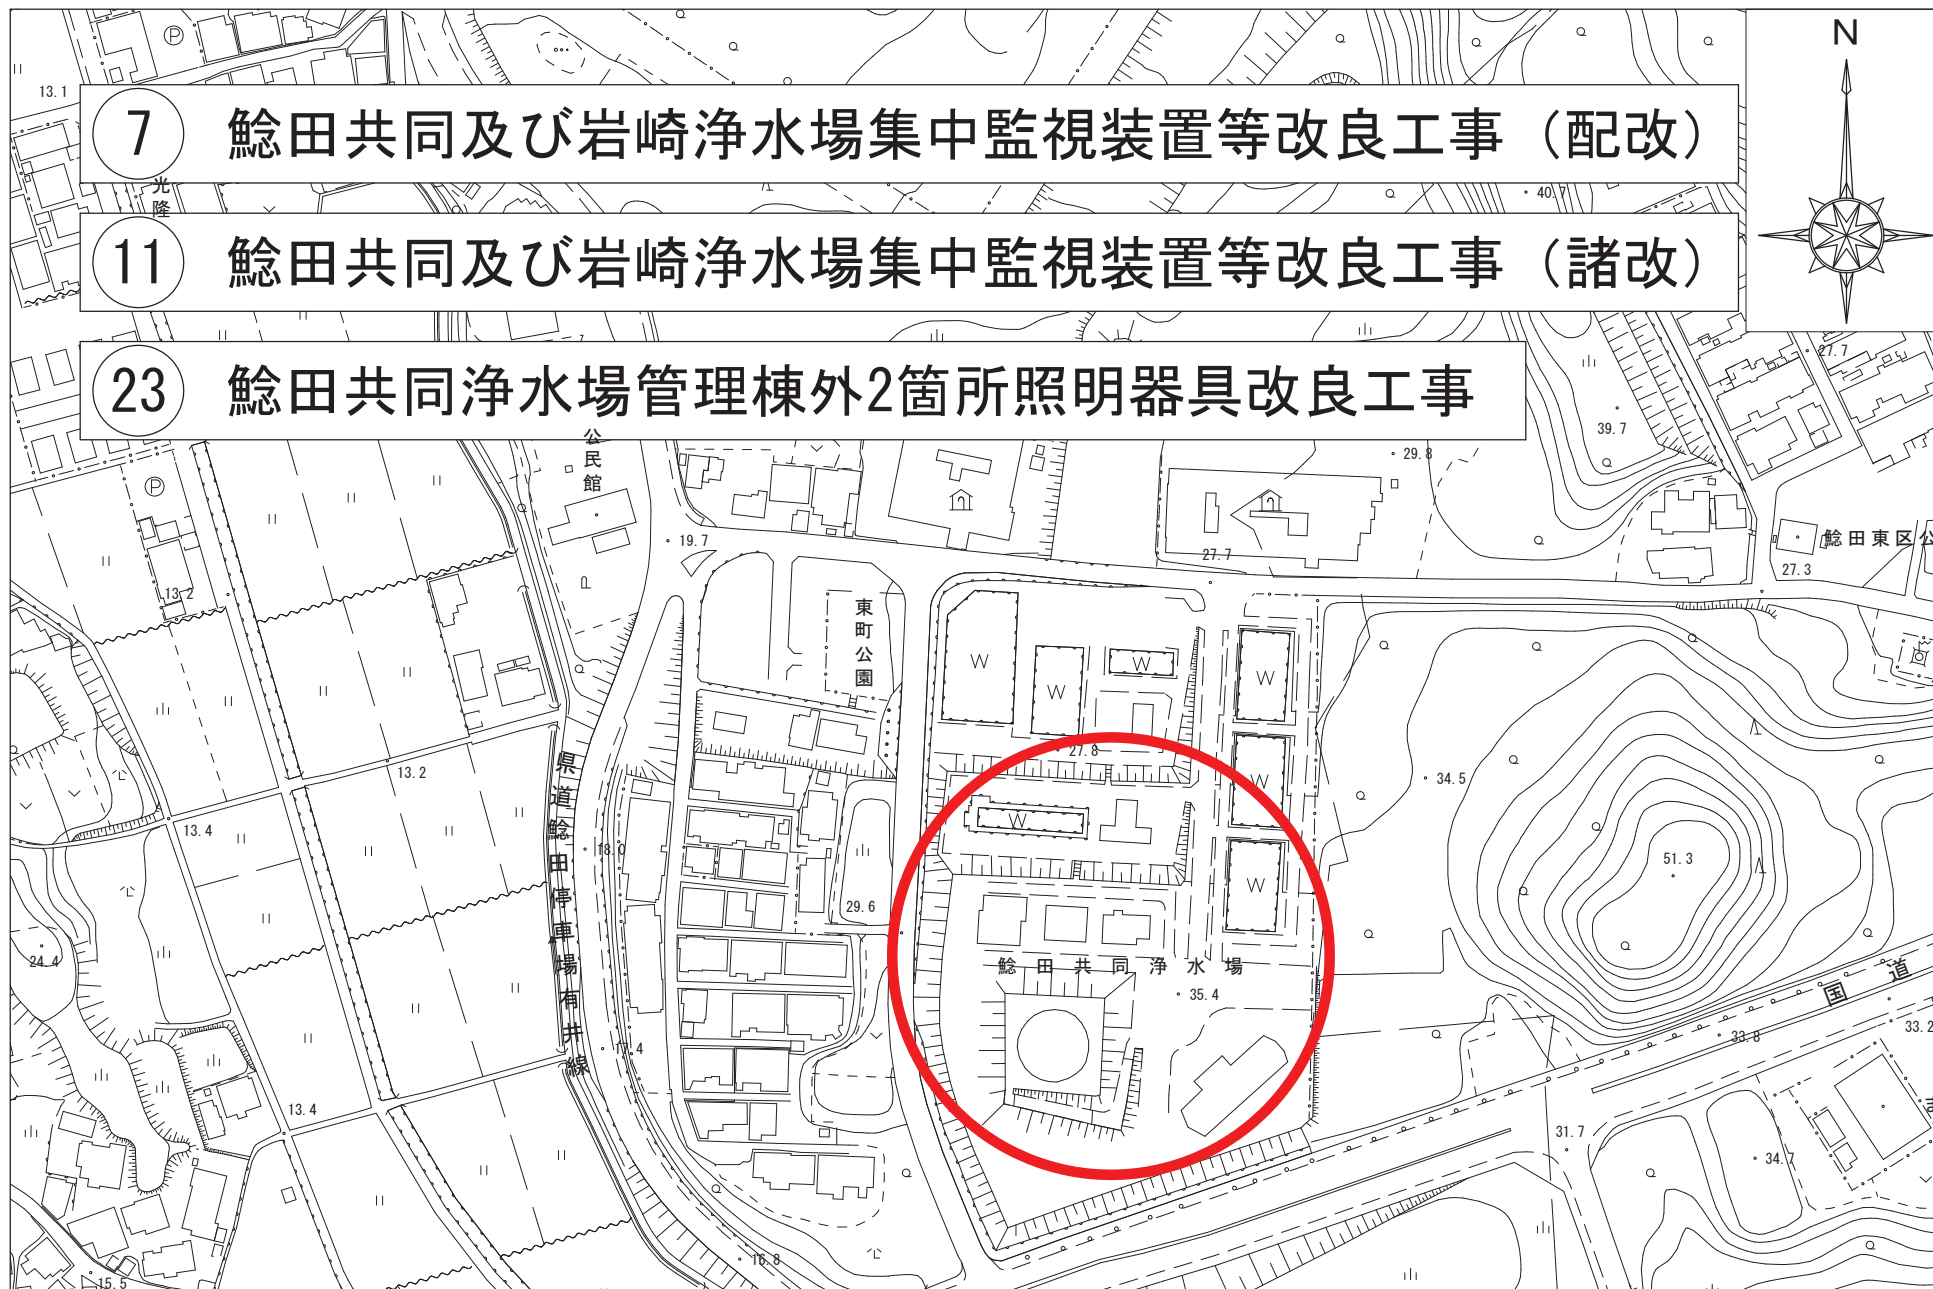 N
⑦ 鯰田共同及び岩崎浄水場集中監視装置等改良工事（配改）
⑪ 鯰田共同及び岩崎浄水場集中監視装置等改良工事（諸改）
㉓ 鯰田共同浄水場管理棟外2箇所照明器具改良工事
P
13.1
光隆
40.7
27.7
39.7
公民館
29.8
P
19.7
27.7
鯰田東区公
27.3
13.2
P
東町公園
W
W
W
W
27.8
県道鯰田停車場有井線
13.2
34.5
W
W
13.4
18.0
51.3
W
29.6
24.4
鯰田共同浄水場
35.4
国道
33.2
33.8
17.4
13.4
31.7
34.7
16.8
15.5